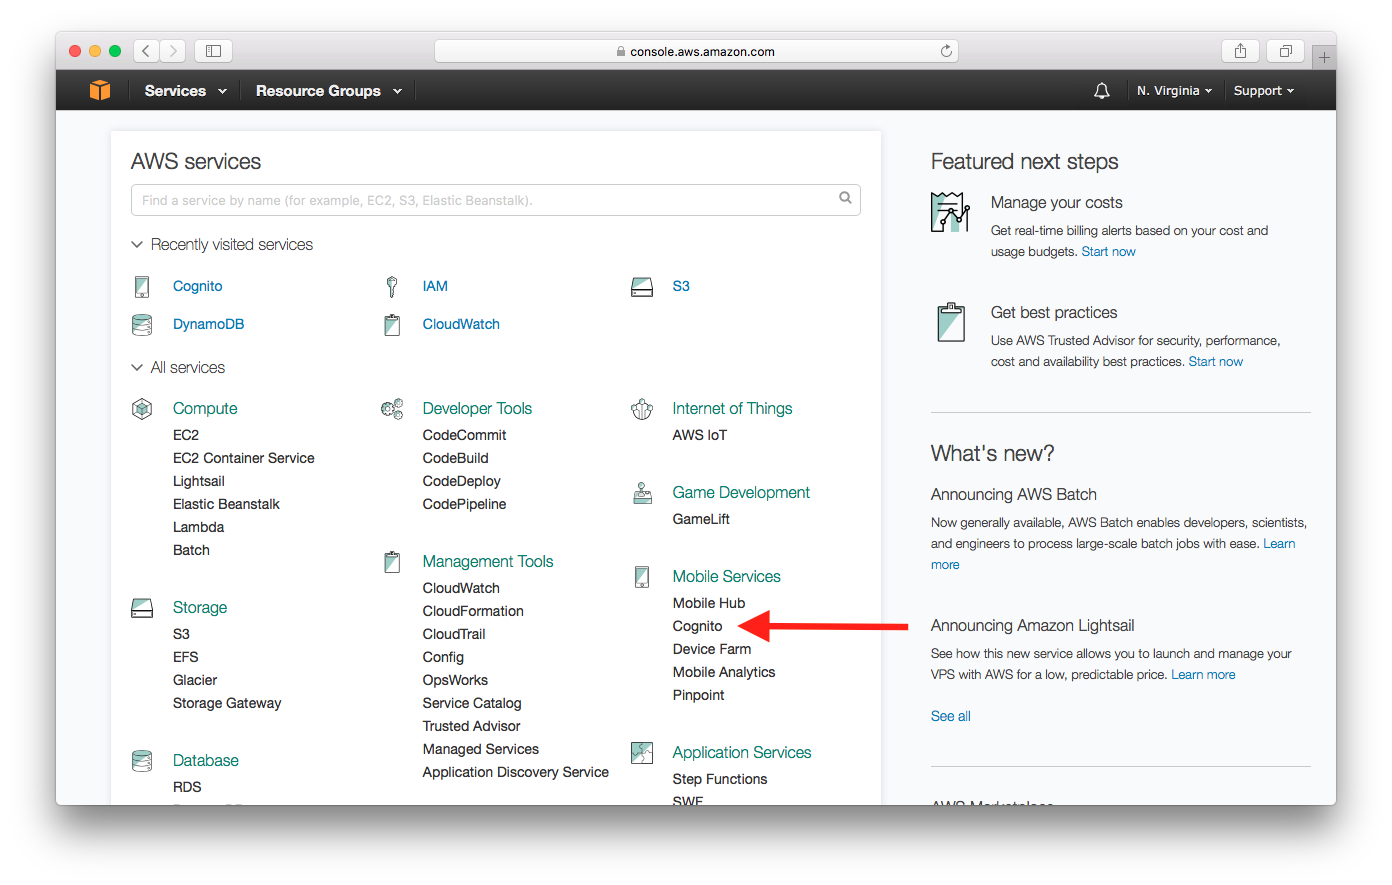 console.aws.amazon.com
Services
Resource Groups
N. Virginia
Support
AWS services
Find a service by name (for example, EC2, S3, Elastic Beanstalk).
Recently visited services
Cognito
IAM
S3
DynamoDB
CloudWatch
All services
Compute
EC2
EC2 Container Service
Lightsail
Elastic Beanstalk
Lambda
Batch
Storage
S3
EFS
Glacier
Storage Gateway
Database
RDS
Developer Tools
CodeCommit
CodeBuild
CodeDeploy
CodePipeline
Management Tools
CloudWatch
CloudFormation
CloudTrail
Config
OpsWorks
Service Catalog
Trusted Advisor
Managed Services
Application Discovery Service
Internet of Things
AWS IoT
Game Development
GameLift
Mobile Services
Mobile Hub
Cognito
Device Farm
Mobile Analytics
Pinpoint
Application Services
Step Functions
SWF
Featured next steps
Manage your costs
Get real-time billing alerts based on your cost and
usage budgets. Start now
Get best practices
Use AWS Trusted Advisor for security, performance,
cost and availability best practices. Start now
What's new?
Announcing AWS Batch
Now generally available, AWS Batch enables developers, scientists,
and engineers to process large-scale batch jobs with ease. Learn
more
Announcing Amazon Lightsail
See how this new service allows you to launch and manage your
VPS with AWS for a low, predictable price. Learn more
See all
AWS Marketplace